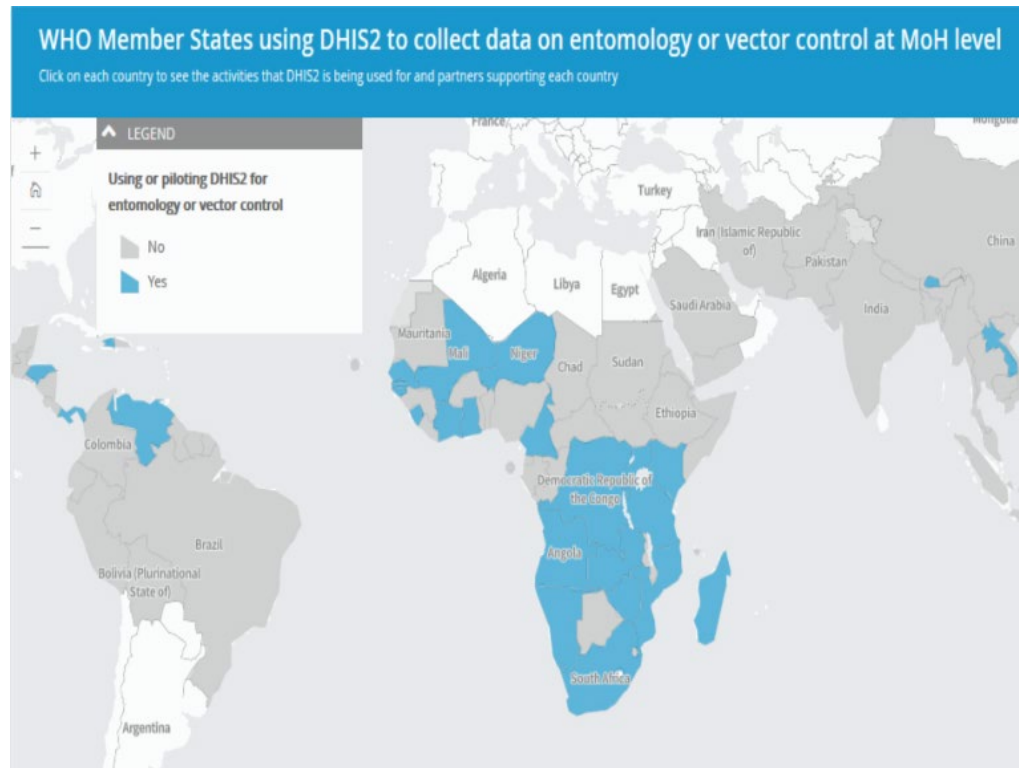 WHO Member States using DHIS2 to collect data on entomology or vector control at MoH level
Click on each country to see the activities that DHIS2 is being used for and partners supporting each country
LEGEND
Using or piloting DHIS2 for
entomology or vector control
No
Yes
+
−
France,
Mongolia
Turkey
Iran (Islamic Republic
of)
China
Pakistan
Algeria
Libya
Egypt
Saudi Arabia
India
Mauritania
Mali
Niger
Chad
Sudan
Ethiopia
Colombia
Democratic Republic of
the Congo
Brazil
Angola
Bolivia (Plurinational
State of)
South Africa
Argentina